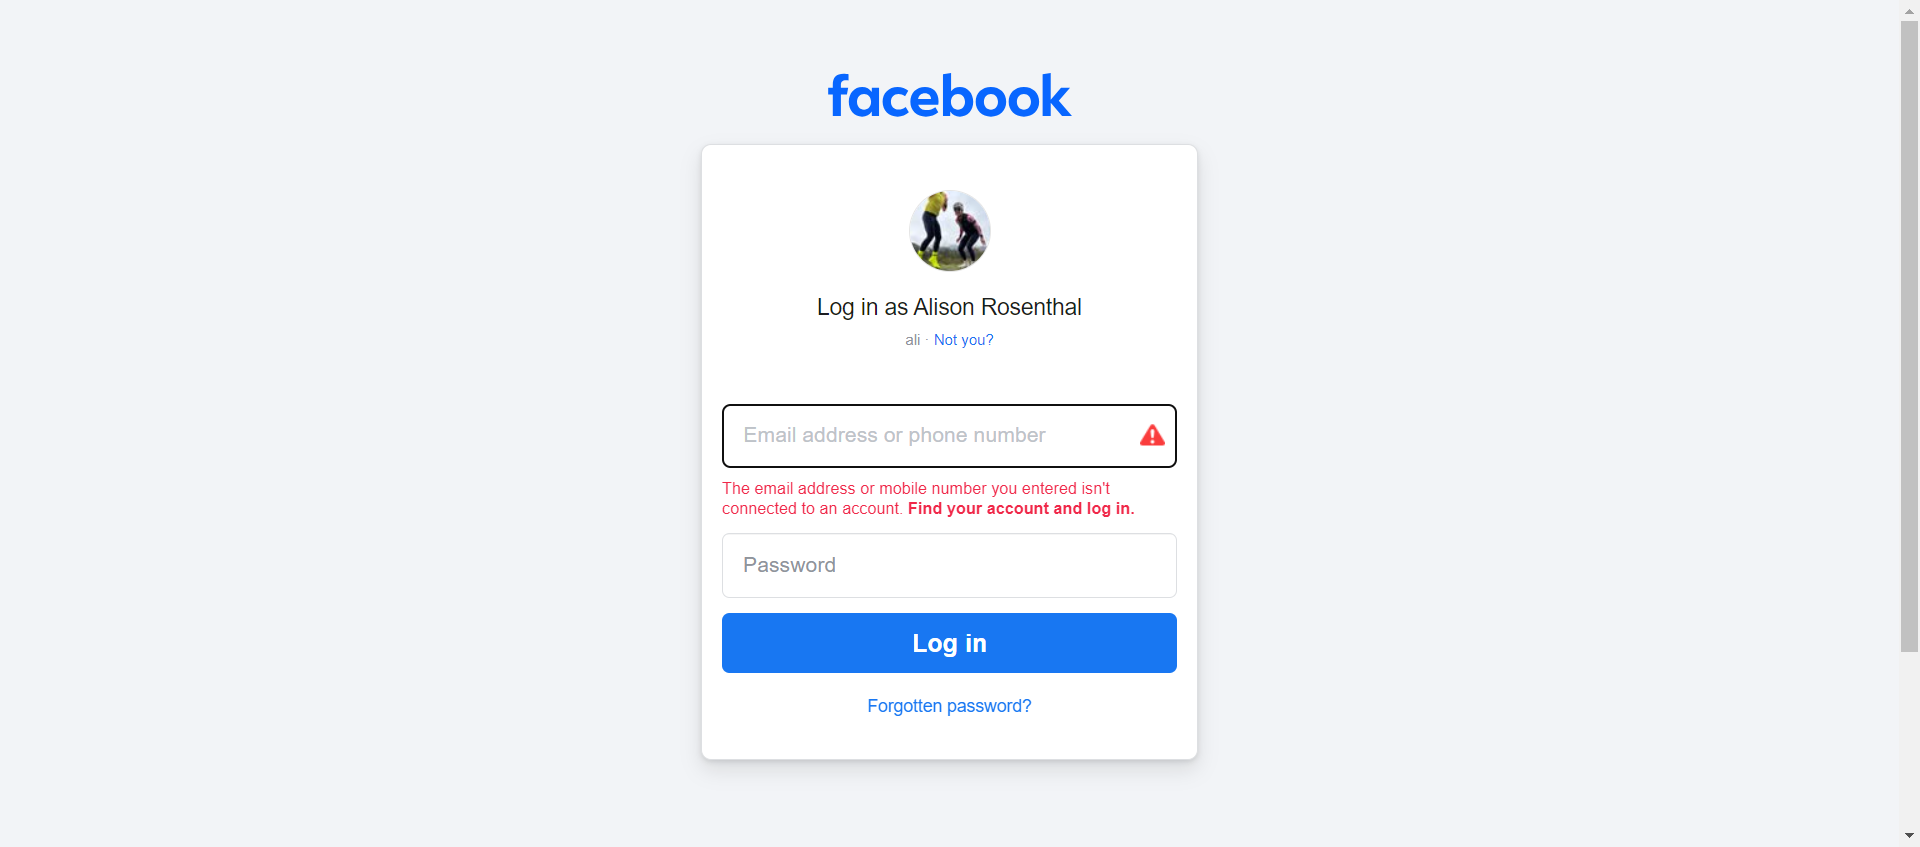 facebook
Log in as Alison Rosenthal
ali · Not you?
Email address or phone number
The email address or mobile number you entered isn't
connected to an account. Find your account and log in.
Password
Log in
Forgotten password?